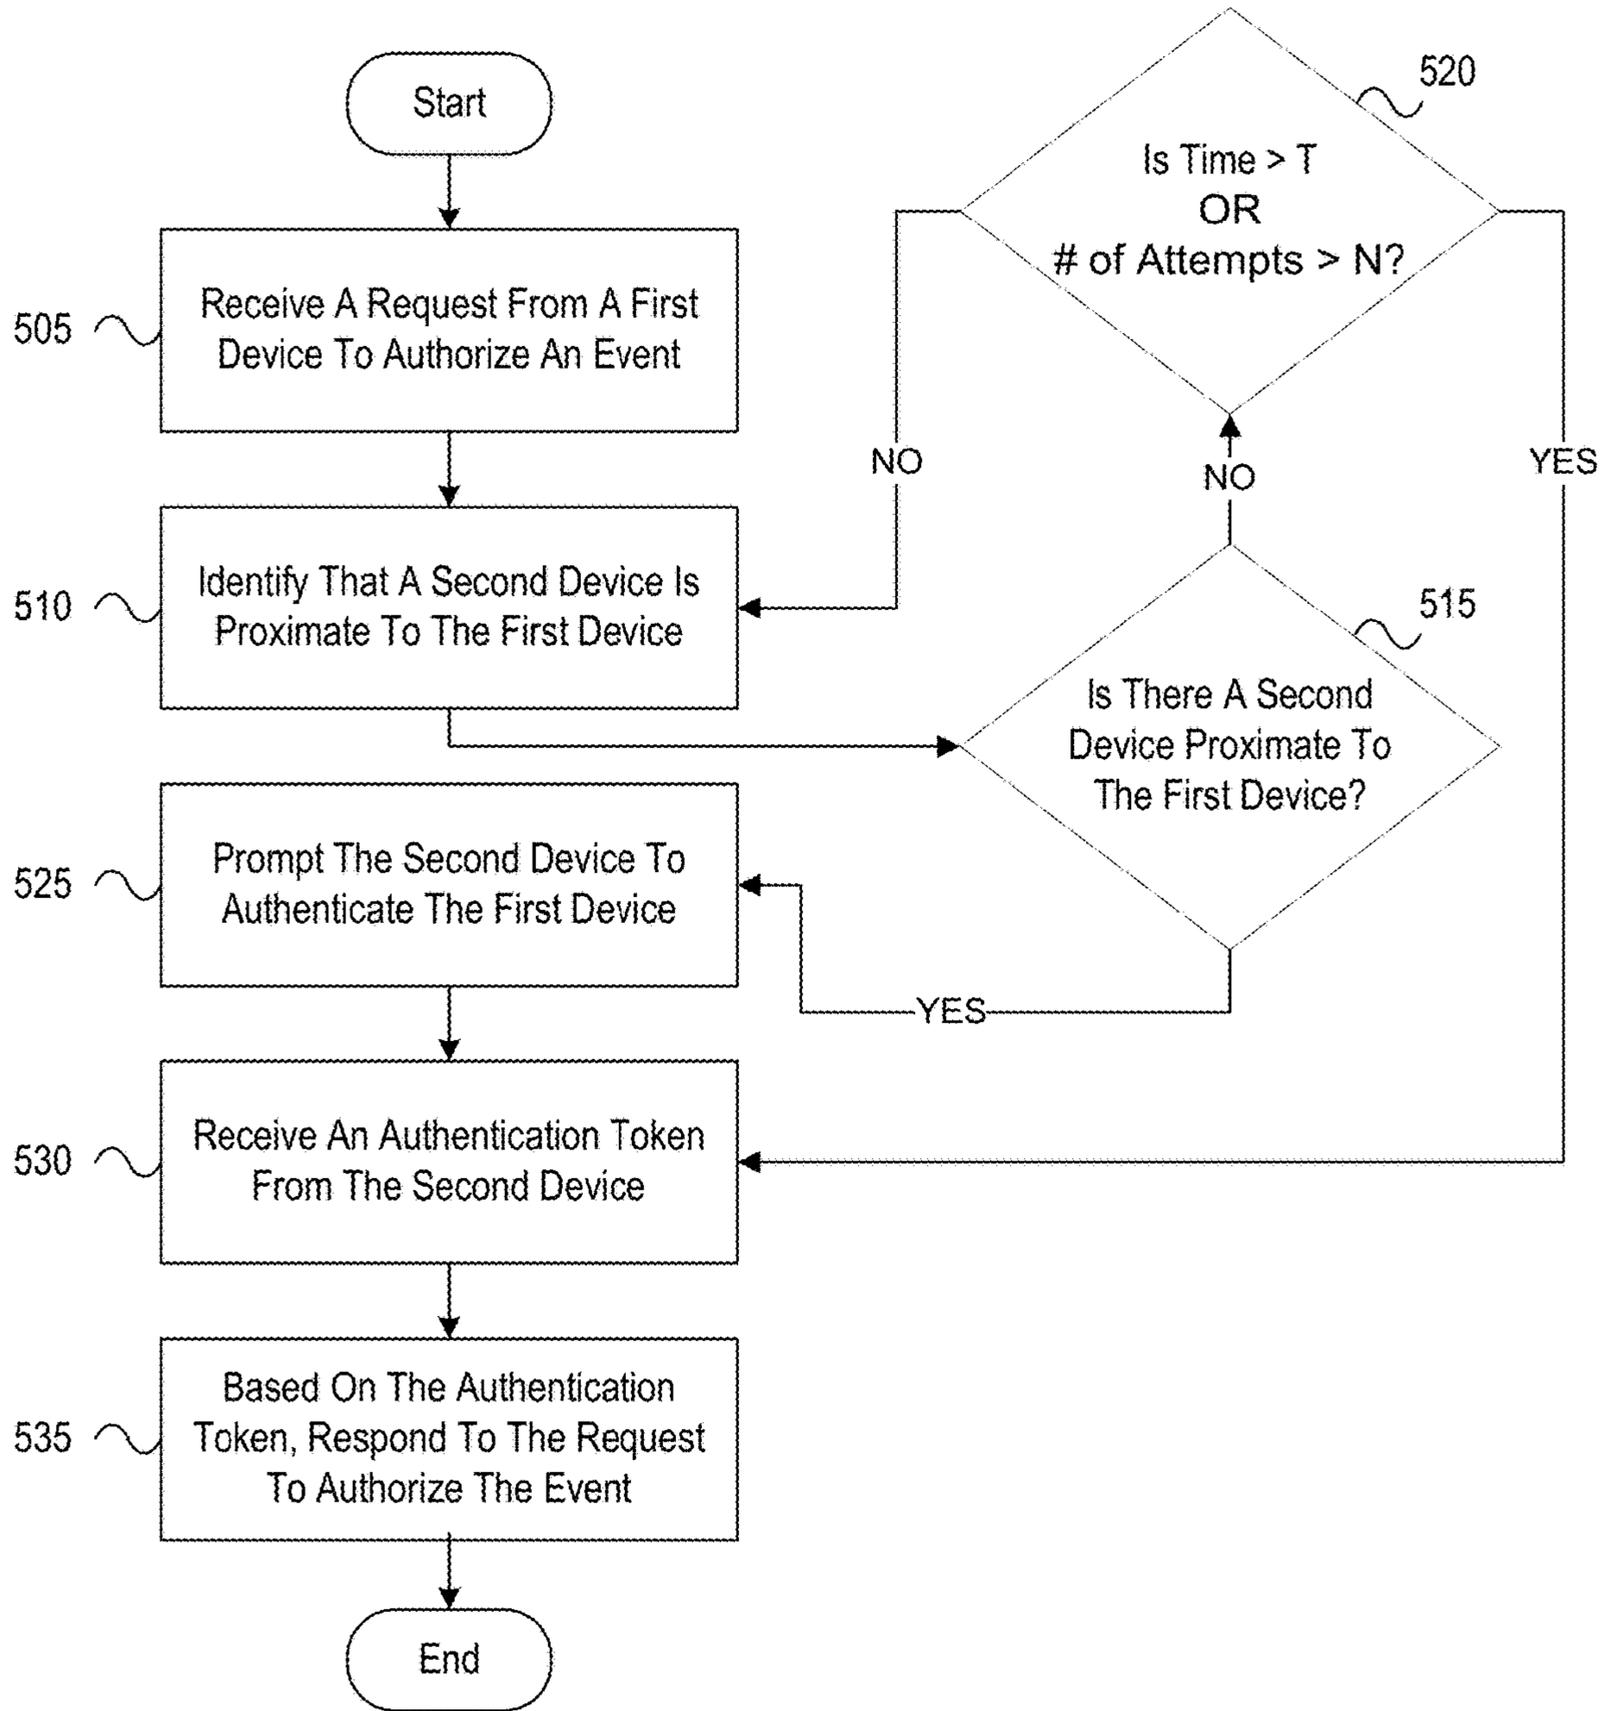 Start
505
Receive A Request From A First
Device To Authorize An Event
510
Identify That A Second Device Is
Proximate To The First Device
520
Is Time > T
OR
# of Attempts > N?
NO
YES
NO
515
Is There A Second
Device Proximate To
The First Device?
YES
525
Prompt The Second Device To
Authenticate The First Device
530
Receive An Authentication Token
From The Second Device
535
Based On The Authentication
Token, Respond To The Request
To Authorize The Event
End